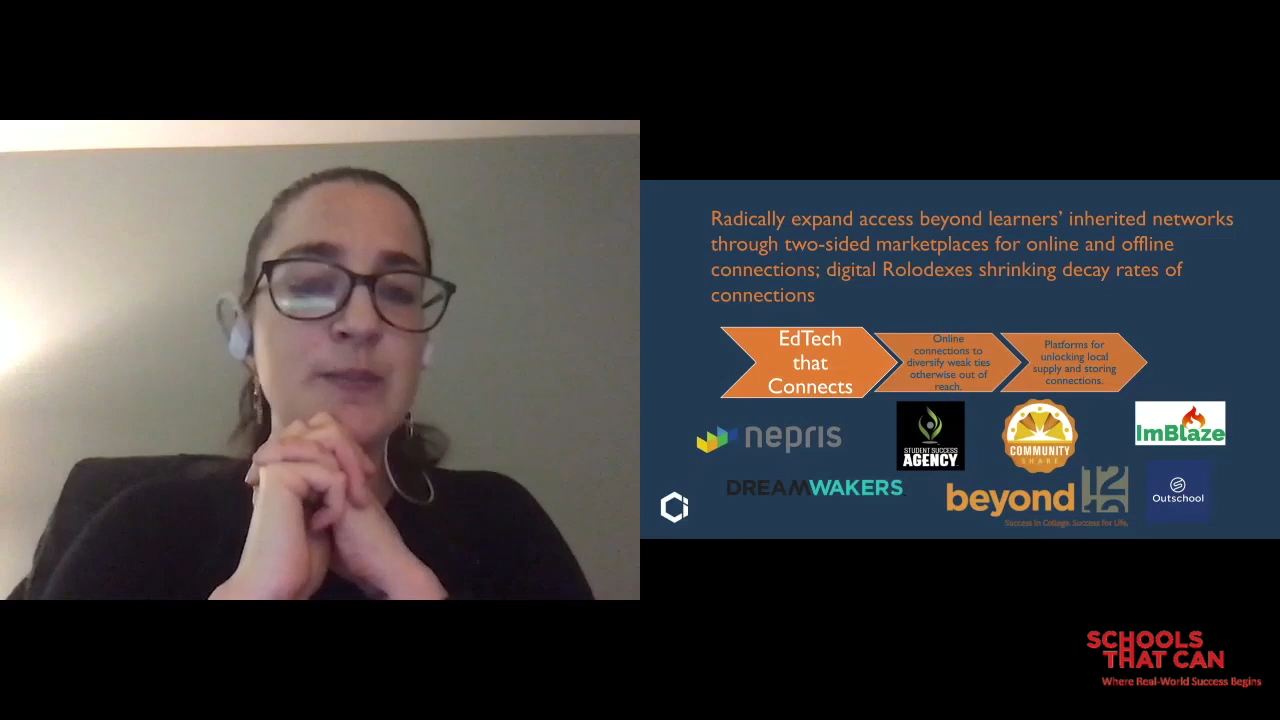 Radically expand access beyond learners’ inherited networks
through two-sided marketplaces for online and offline
connections; digital Rolodexes shrinking decay rates of
connections
EdTech
that
Connects
Online
connections to
diversify weak ties
otherwise out of
reach.
Platforms for
unlocking local
supply and storing
connections.
nepris
STUDENT SUCCESS
AGENCY
COMMUNITY
SHARE
ImBlaze
DREAMWAKERS
beyond 12
Success in College. Success for Life.
Outschool
SCHOOLS
THAT CAN
Where Real-World Success Begins